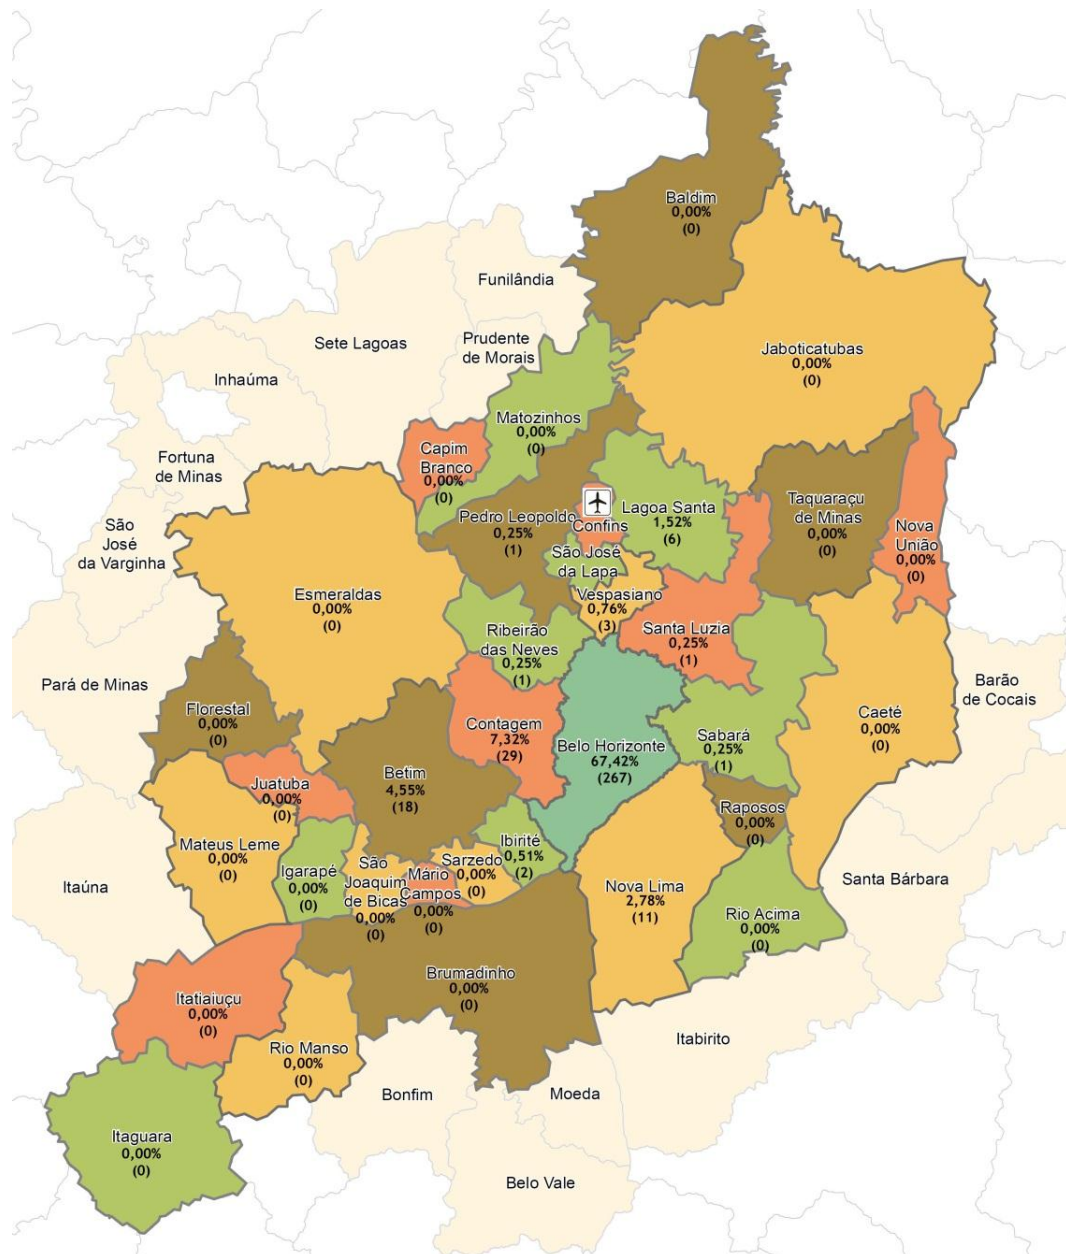 Baldim
0,00%
(0)
Funilândia
Sete Lagoas
Prudente
de Morais
Jaboticatubas
0,00%
(0)
Inhaúma
Matozinhos
0,00%
(0)
Capim
Branco
0,00%
(0)
Fortuna
de Minas
Pedro Leopoldo
0,25%
(1)
Confins
Lagoa Santa
1,52%
(6)
Taquaraçu
de Minas
0,00%
(0)
Nova
União
0,00%
(0)
São
José
da Varginha
São José
da Lapa
Esmeraldas
0,00%
(0)
Vespasiano
0,76%
(3)
Ribeirão
das Neves
0,25%
(1)
Santa Luzia
0,25%
(1)
Pará de Minas
Barão
de Cocais
Florestal
0,00%
(0)
Contagem
7,32%
(29)
Belo Horizonte
67,42%
(267)
Sabará
0,25%
(1)
Caeté
0,00%
(0)
Juatuba
0,00%
(0)
Betim
4,55%
(18)
Raposos
0,00%
(0)
Mateus Leme
0,00%
(0)
Ibirité
0,51%
(2)
Itaúna
Igarapé
0,00%
(0)
São
Joaquim
de Bicas
0,00%
(0)
Mário
Campos
0,00%
(0)
Sarzedo
0,00%
(0)
Nova Lima
2,78%
(11)
Santa Bárbara
Rio Acima
0,00%
(0)
Brumadinho
0,00%
(0)
Itatiaiuçu
0,00%
(0)
Rio Manso
0,00%
(0)
Itabirito
Bonfim
Moeda
Itaguara
0,00%
(0)
Belo Vale